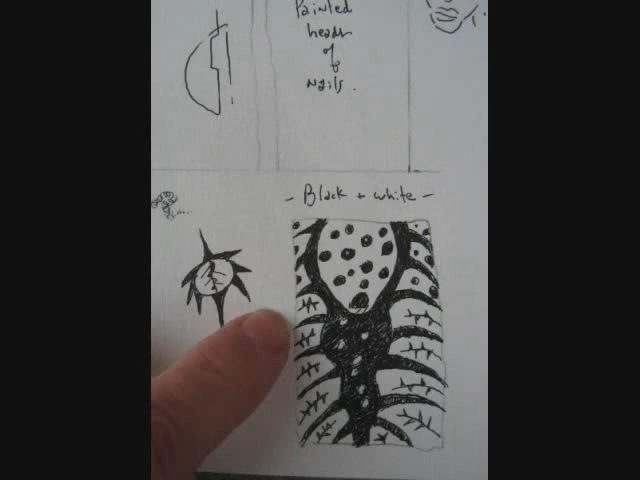 Painted
heads
of
Nails.
- Black + white -